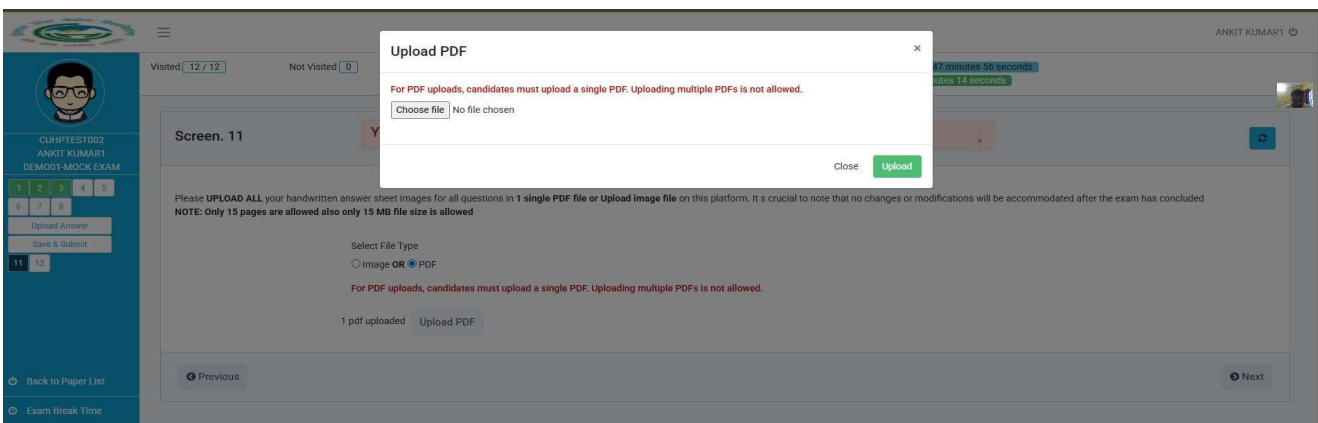 ANKIT KUMAR1
Upload PDF
×
Visited 12 / 12
Not Visited 0
47 minutes 56 seconds
utes 14 seconds
For PDF uploads, candidates must upload a single PDF. Uploading multiple PDFs is not allowed.
Choose file No file chosen
Close
Upload
CUHPTEST002
ANKIT KUMAR1
DEMO01-MOCK EXAM
1 2 3 4 5
6 7 8
Upload Answer
Save & Submit
11 12
Back to Paper List
Exam Break Time
Screen. 11
Y
×
Please UPLOAD ALL your handwritten answer sheet images for all questions in 1 single PDF file or Upload image file on this platform. It s crucial to note that no changes or modifications will be accommodated after the exam has concluded
NOTE: Only 15 pages are allowed also only 15 MB file size is allowed
Select File Type
Image OR PDF
For PDF uploads, candidates must upload a single PDF. Uploading multiple PDFs is not allowed.
1 pdf uploaded Upload PDF
Previous
Next